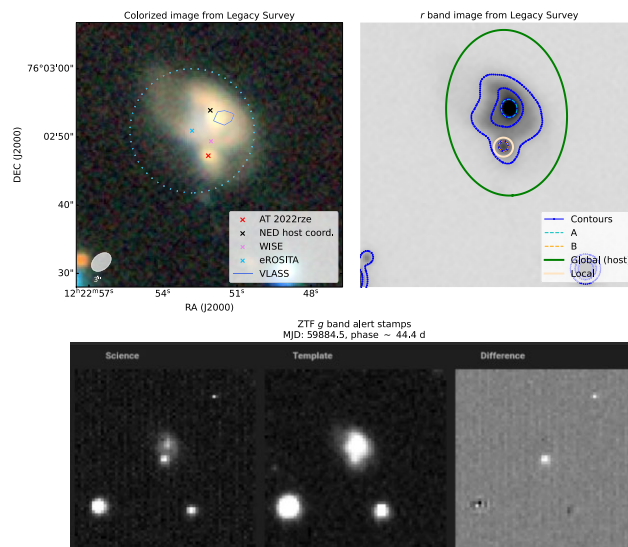 Colorized image from Legacy Survey
r band image from Legacy Survey
DEC (J2000)
76°03'00"
02'50"
40"
30"
3"
12ʰ22ᵐ57ˢ
54ˢ
51ˢ
48ˢ
RA (J2000)
AT 2022rze
NED host coord.
WISE
eROSITA
VLASS
Contours
A
B
Global (host
Local
ZTF g band alert stamps
MJD: 59884.5, phase ~ 44.4 d
Science
Template
Difference